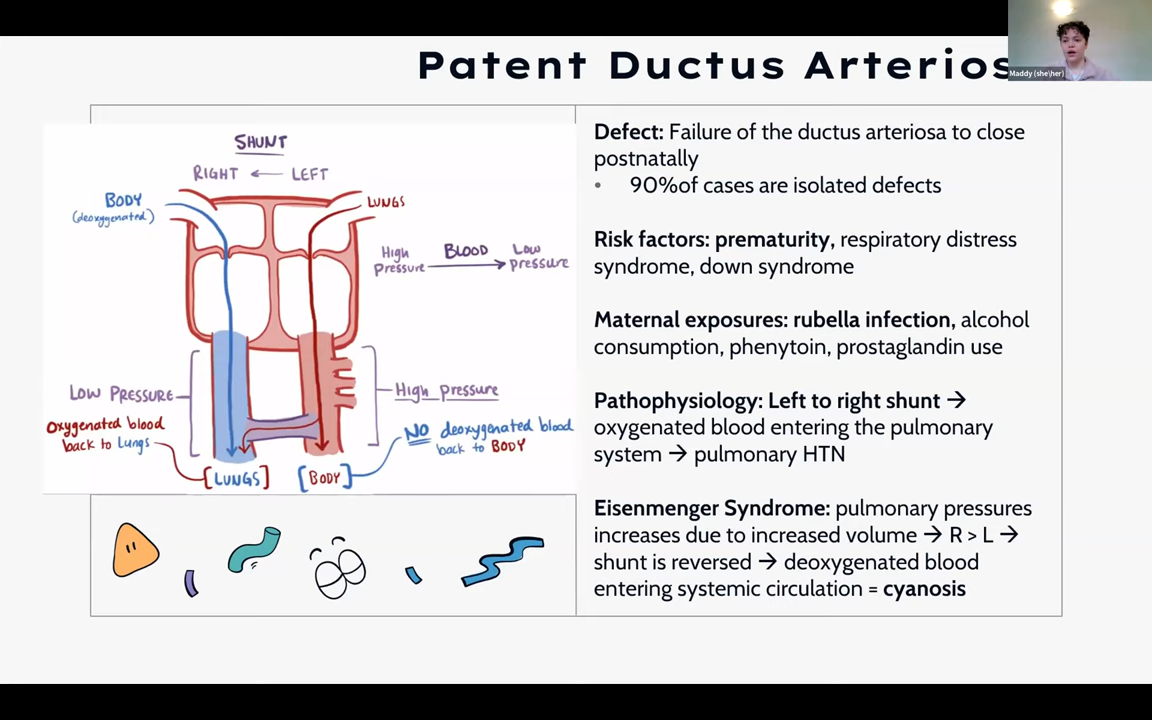 Patent Ductus Arterios
Maddy (she\her)
SHUNT
RIGHT ← LEFT
BODY
(deoxygenated)
LUNGS
High Pressure BLOOD → Low Pressure
LOW PRESSURE
High pressure
Oxygenated blood
back to Lungs
NO deoxygenated blood
back to BODY
[LUNGS]
[BODY]
Defect: Failure of the ductus arteriosa to close
postnatally
• 90%of cases are isolated defects
Risk factors: prematurity, respiratory distress
syndrome, down syndrome
Maternal exposures: rubella infection, alcohol
consumption, phenytoin, prostaglandin use
Pathophysiology: Left to right shunt →
oxygenated blood entering the pulmonary
system → pulmonary HTN
Eisenmenger Syndrome: pulmonary pressures
increases due to increased volume → R > L →
shunt is reversed → deoxygenated blood
entering systemic circulation = cyanosis